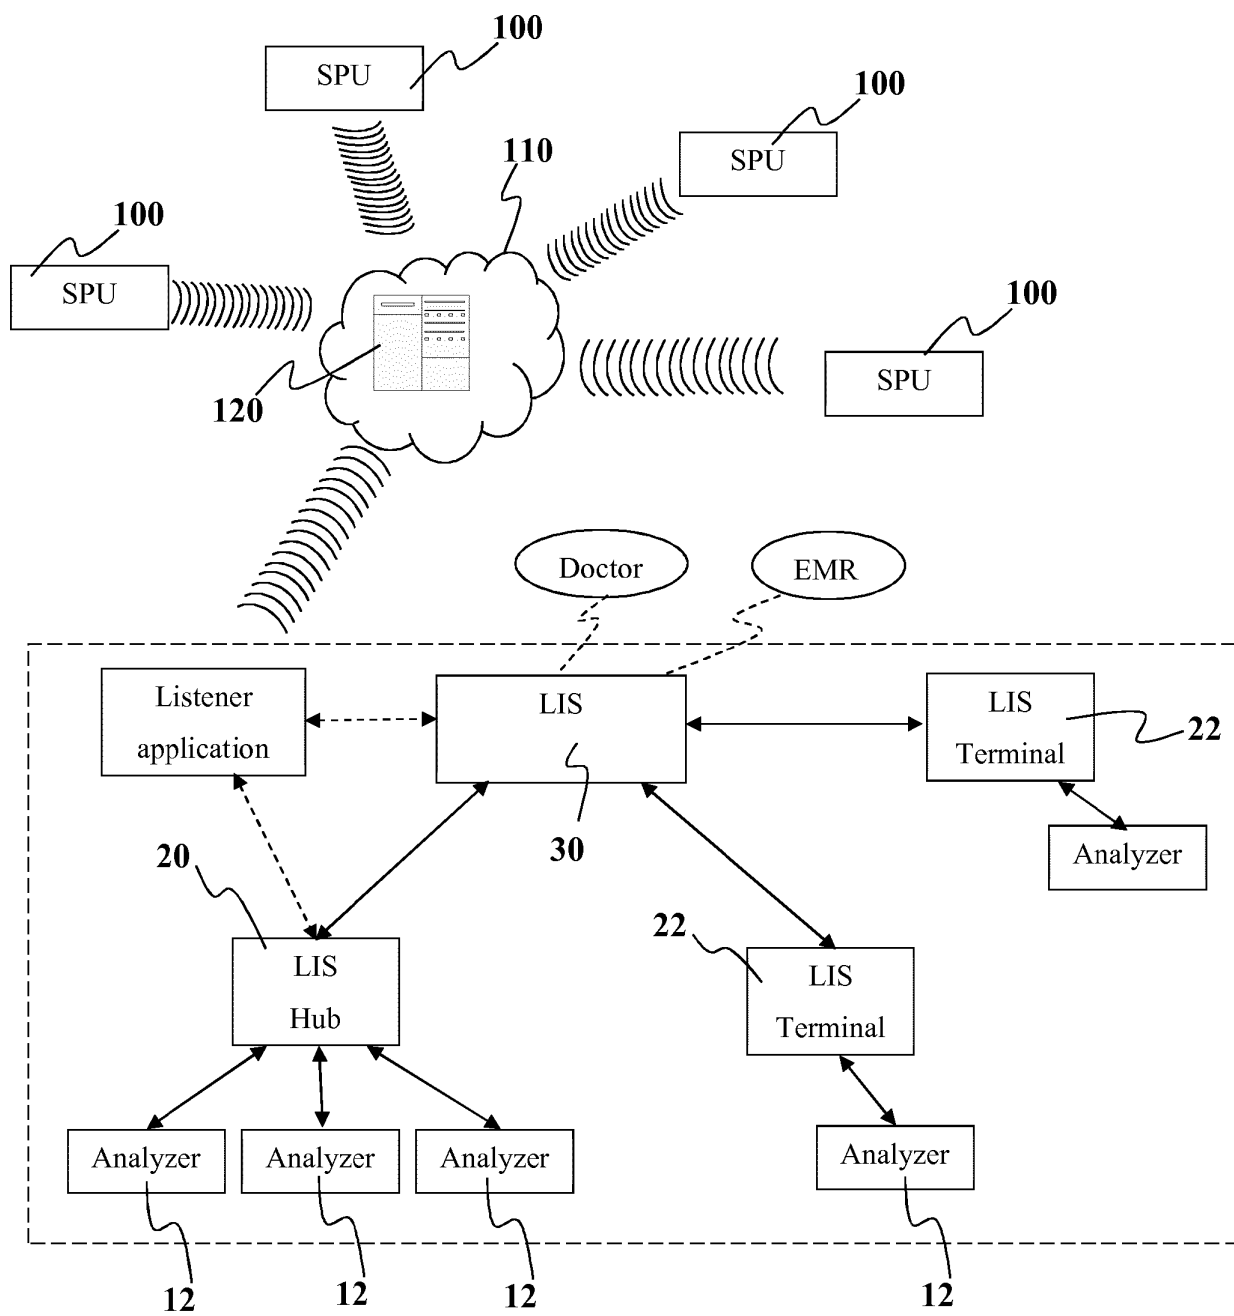 100
SPU
100
SPU
110
100
SPU
100
SPU
120
Doctor
EMR
Listener
application
LIS
30
LIS
Terminal
22
Analyzer
20
LIS
Hub
22
LIS
Terminal
Analyzer
Analyzer
Analyzer
Analyzer
12
12
12
12